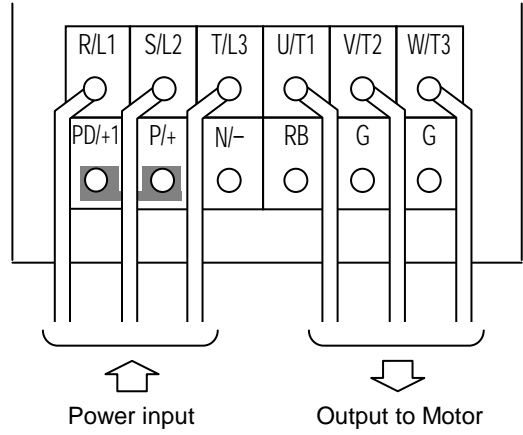 R/L1 S/L2 T/L3 U/T1 V/T2 W/T3
PD/+1 P/+ N/− RB G G
Power input Output to Motor